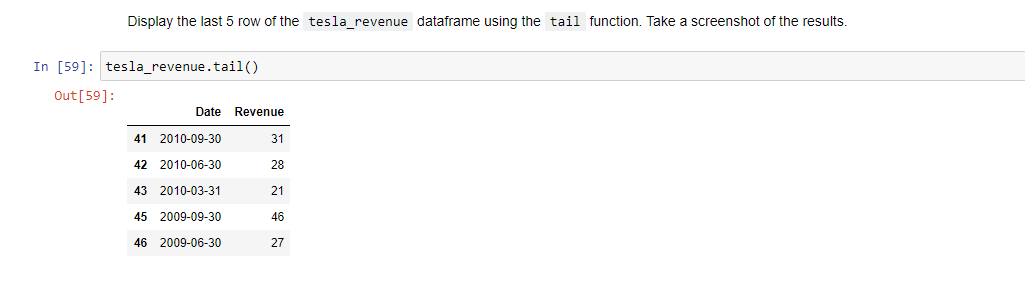 Display the last 5 row of the tesla_revenue dataframe using the tail function. Take a screenshot of the results.
In [59]: tesla_revenue.tail()
Out[59]:
Date Revenue
41 2010-09-30 31
42 2010-06-30 28
43 2010-03-31 21
45 2009-09-30 46
46 2009-06-30 27